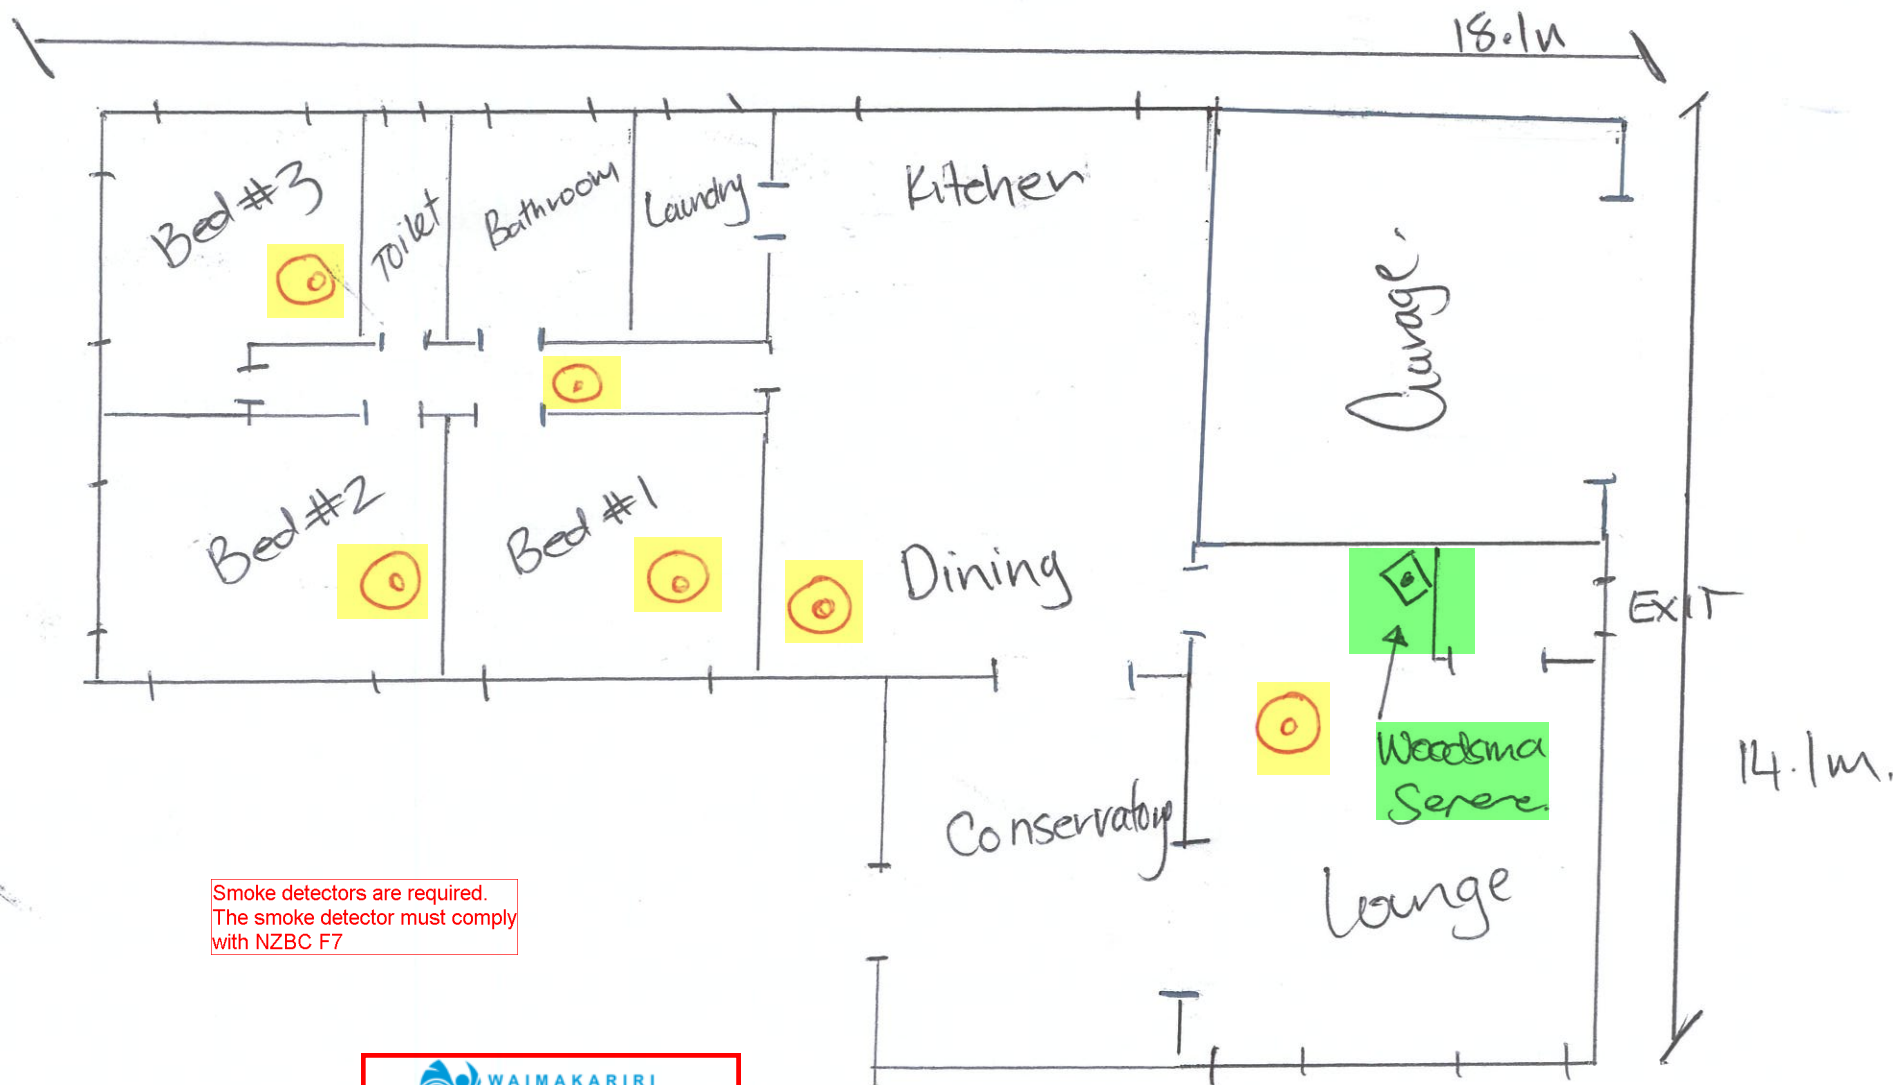 18.1m
Bed #3
Toilet
Bathroom
Laundry
Kitchen
Garage.
Bed #2
Bed #1
Dining
EXIT
Woodsma
Serene.
14.1m.
Conservatory
Lounge
Smoke detectors are required.
The smoke detector must comply
with NZBC F7
WAIMAKARIRI